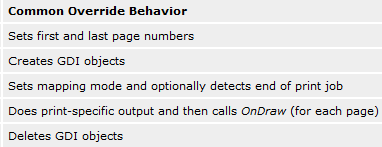 Common Override Behavior
Sets first and last page numbers
Creates GDI objects
Sets mapping mode and optionally detects end of print job
Does print-specific output and then calls OnDraw (for each page)
Deletes GDI objects